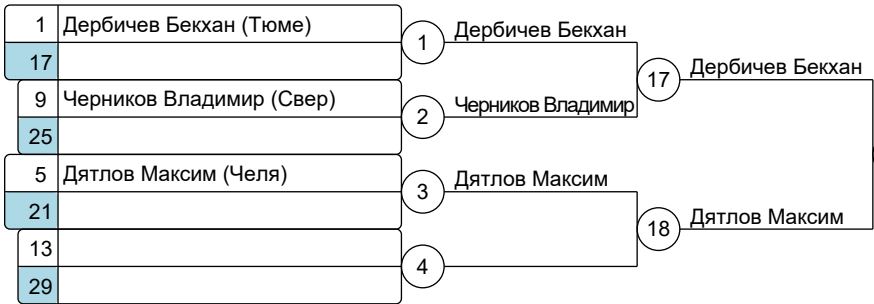 1 Дербичев Бекхан (Тюме)
17
1 Дербичев Бекхан
9 Черников Владимир (Свер)
25
2 Черников Владимир
17 Дербичев Бекхан
5 Дятлов Максим (Челя)
21
3 Дятлов Максим
13
29
4
18 Дятлов Максим